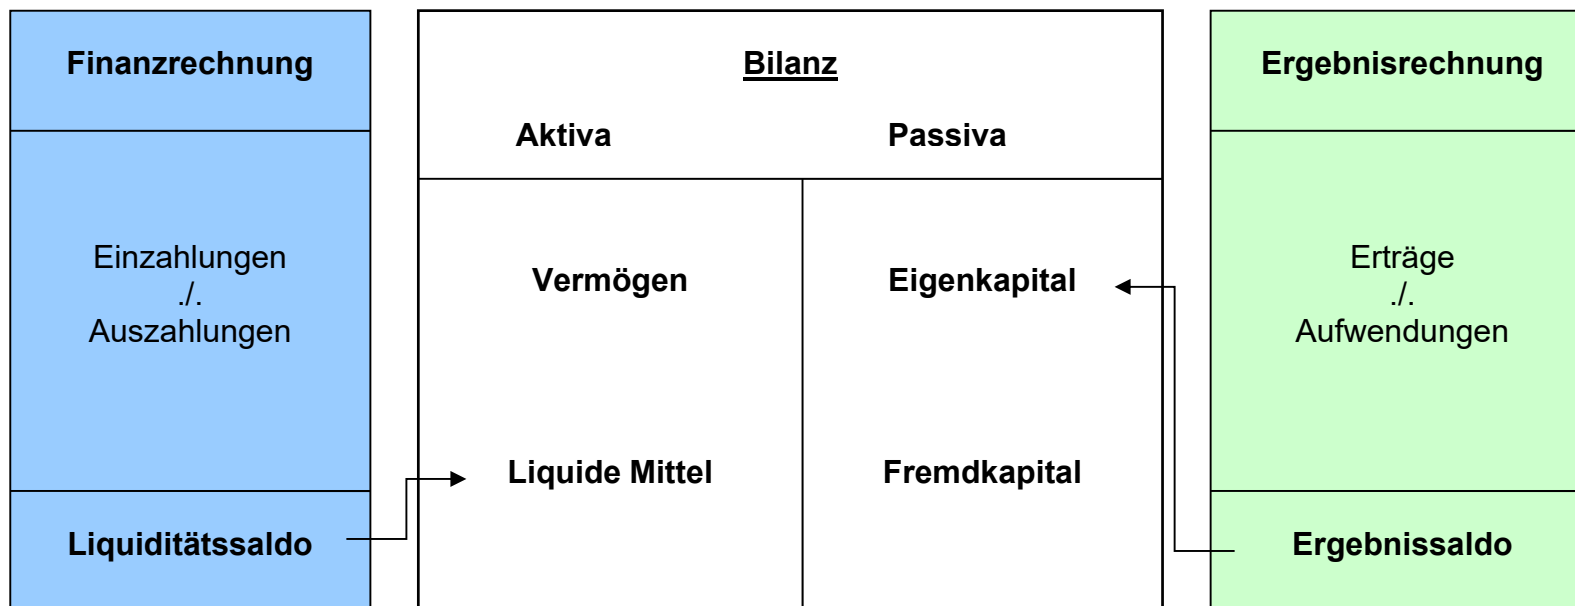 Finanzrechnung
Einzahlungen
./.
Auszahlungen
Liquiditätssaldo
Bilanz
Aktiva Passiva
Vermögen Eigenkapital
Liquide Mittel Fremdkapital
Ergebnisrechnung
Erträge
./.
Aufwendungen
Ergebnissaldo